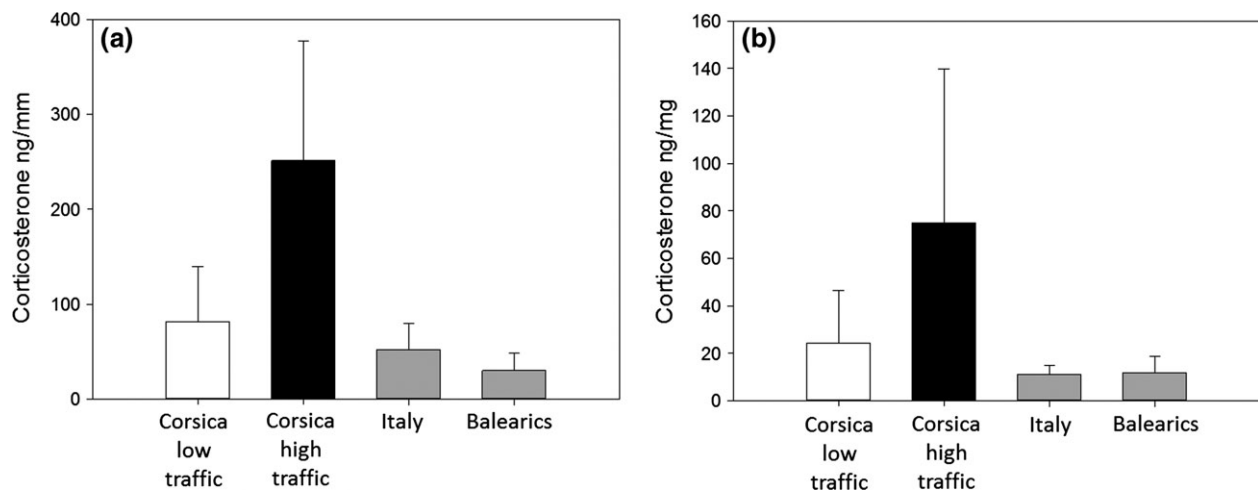 (a)
Corticosterone ng/mm
400
300
200
100
0
Corsica
low
traffic
Corsica
high
traffic
Italy
Balearics
(b)
Corticosterone ng/mg
160
140
120
100
80
60
40
20
0
Corsica
low
traffic
Corsica
high
traffic
Italy
Balearics